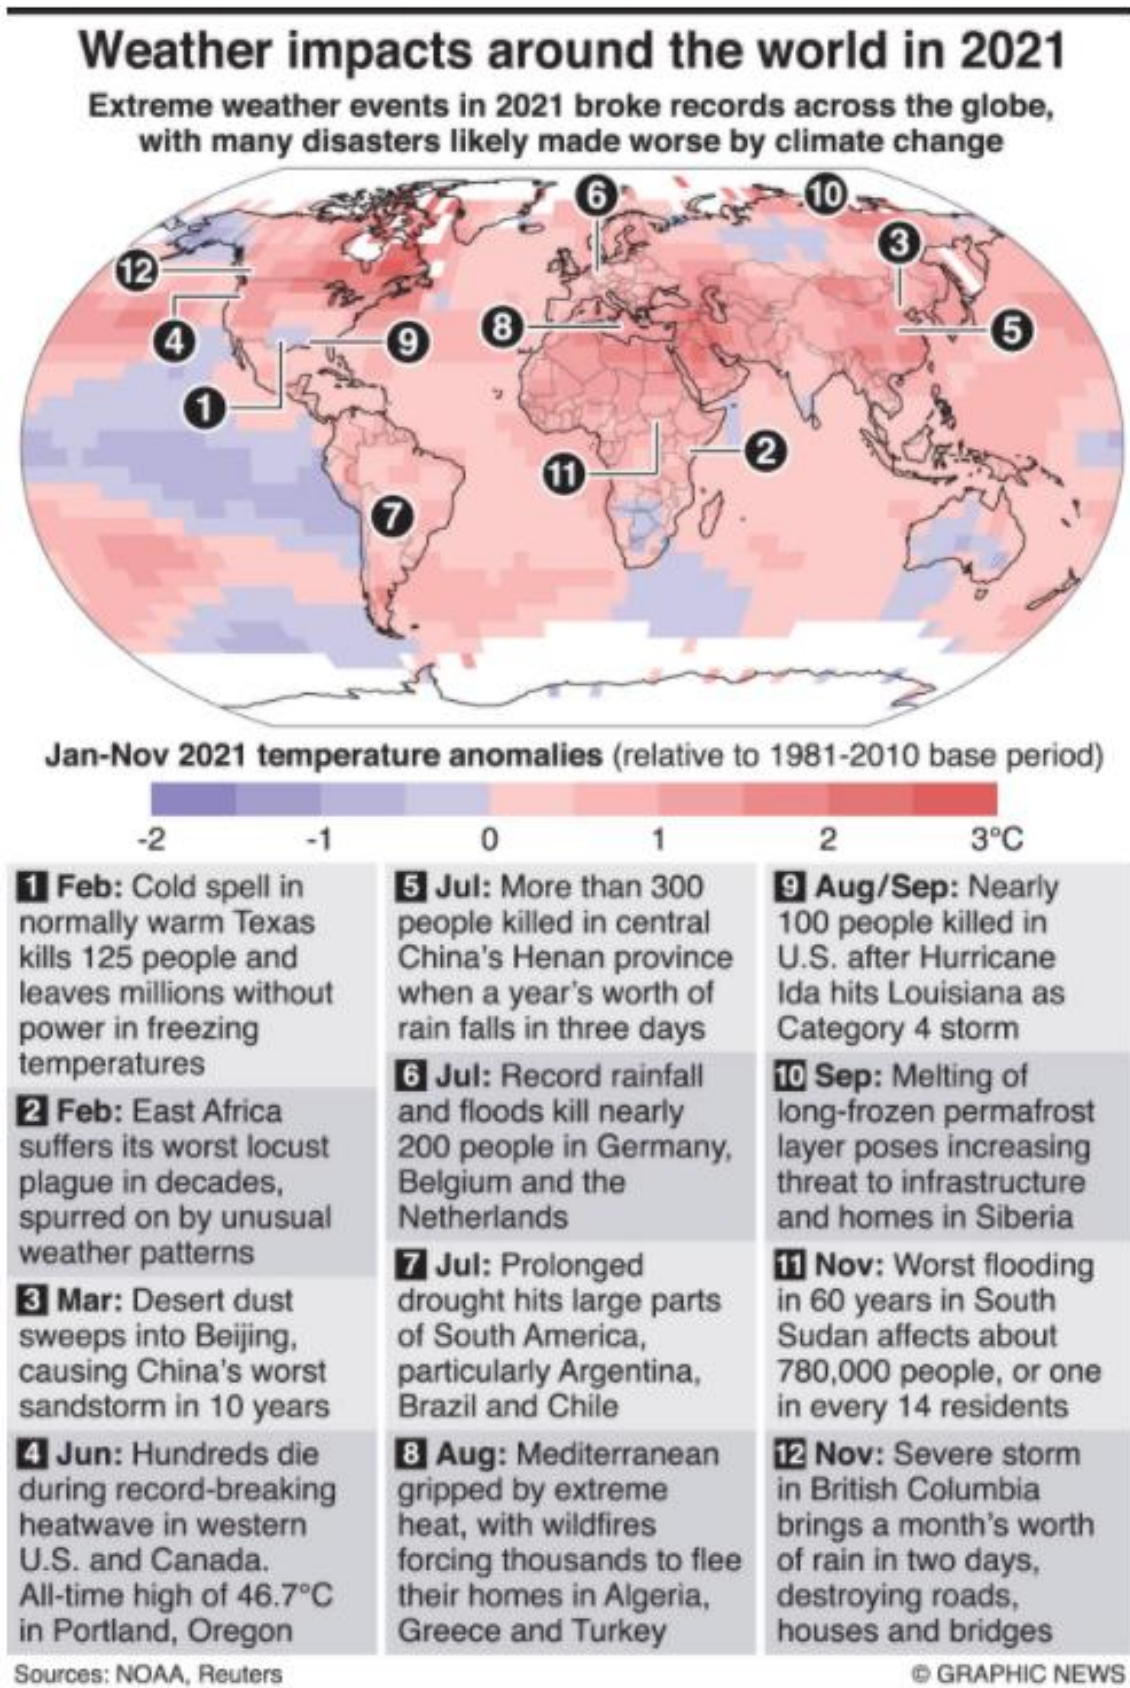 Weather impacts around the world in 2021
Extreme weather events in 2021 broke records across the globe,
with many disasters likely made worse by climate change
6
10
3
12
4
8
9
5
1
2
11
7
Jan-Nov 2021 temperature anomalies (relative to 1981-2010 base period)
-2 -1 0 1 2 3°C
1 Feb: Cold spell in
normally warm Texas
kills 125 people and
leaves millions without
power in freezing
temperatures
2 Feb: East Africa
suffers its worst locust
plague in decades,
spurred on by unusual
weather patterns
3 Mar: Desert dust
sweeps into Beijing,
causing China's worst
sandstorm in 10 years
4 Jun: Hundreds die
during record-breaking
heatwave in western
U.S. and Canada.
All-time high of 46.7°C
in Portland, Oregon
5 Jul: More than 300
people killed in central
China's Henan province
when a year's worth of
rain falls in three days
6 Jul: Record rainfall
and floods kill nearly
200 people in Germany,
Belgium and the
Netherlands
7 Jul: Prolonged
drought hits large parts
of South America,
particularly Argentina,
Brazil and Chile
8 Aug: Mediterranean
gripped by extreme
heat, with wildfires
forcing thousands to flee
their homes in Algeria,
Greece and Turkey
9 Aug/Sep: Nearly
100 people killed in
U.S. after Hurricane
Ida hits Louisiana as
Category 4 storm
10 Sep: Melting of
long-frozen permafrost
layer poses increasing
threat to infrastructure
and homes in Siberia
11 Nov: Worst flooding
in 60 years in South
Sudan affects about
780,000 people, or one
in every 14 residents
12 Nov: Severe storm
in British Columbia
brings a month's worth
of rain in two days,
destroying roads,
houses and bridges
Sources: NOAA, Reuters
© GRAPHIC NEWS